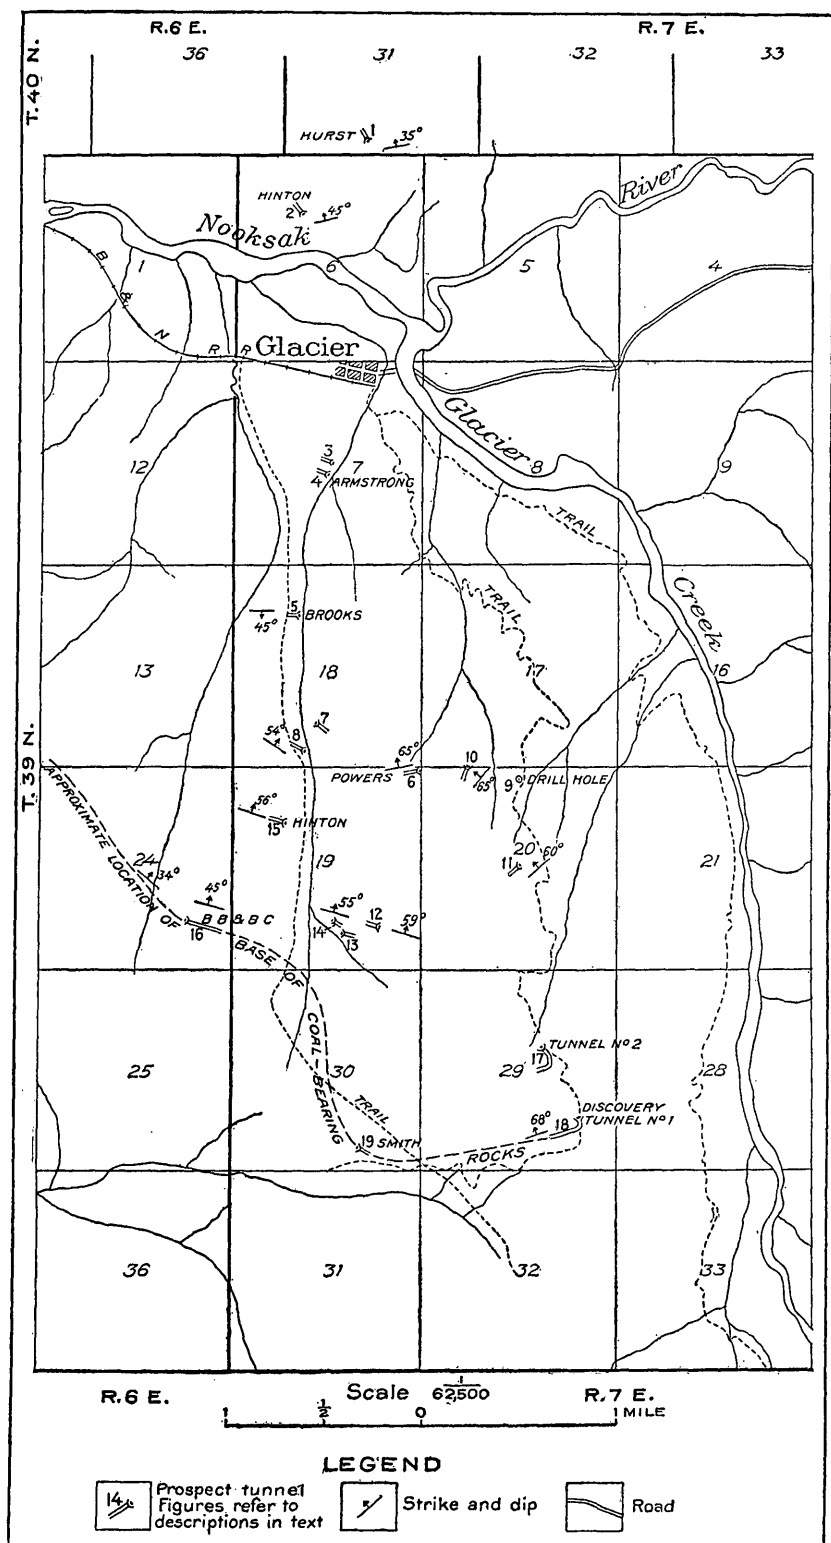 R.6 E. R.7 E.
T. 40 N.
36 31 32 33
HURST 1 35°
HINTON
2 45°
Nooksak
River
1 6 5 4
B. & N R R
Glacier
Glacier
Creek
12 7 8 9
3
4 ARMSTRONG
TRAIL
TRAIL
5 BROOKS
45°
13 18 17 16
T. 39 N.
7
54° 8
65° 10
POWERS 6 65°
9 DRILL HOLE
56°
15 HINTON
24 19 20 21
34°
11 60°
45°
B B & B C
16
55° 12 59°
14 13
APPROXIMATE LOCATION OF BASE OF COAL-BEARING ROCKS
TUNNEL Nº 2
17
25 30 29 28
TRAIL
DISCOVERY
TUNNEL Nº 1
68° 18
19 SMITH
36 31 32 33
R.6 E. Scale 1/62,500 R.7 E.
1 ½ 0 1 MILE
LEGEND
14
Prospect tunnel
Figures refer to
descriptions in text
Strike and dip
Road